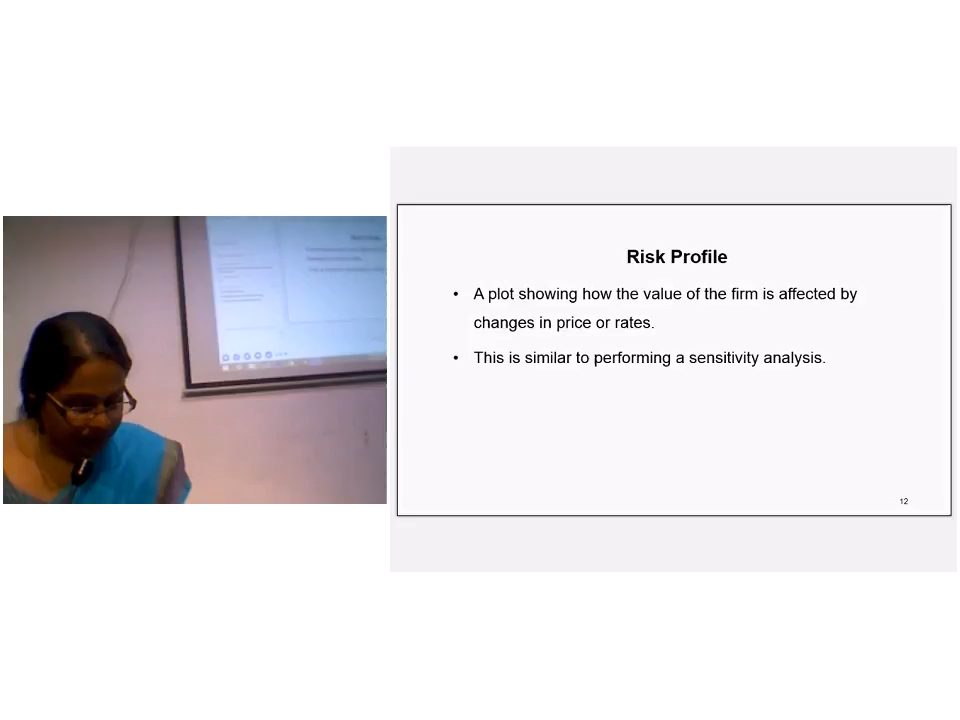 Risk Profile
• A plot showing how the value of the firm is affected by
changes in price or rates.
• This is similar to performing a sensitivity analysis.
12